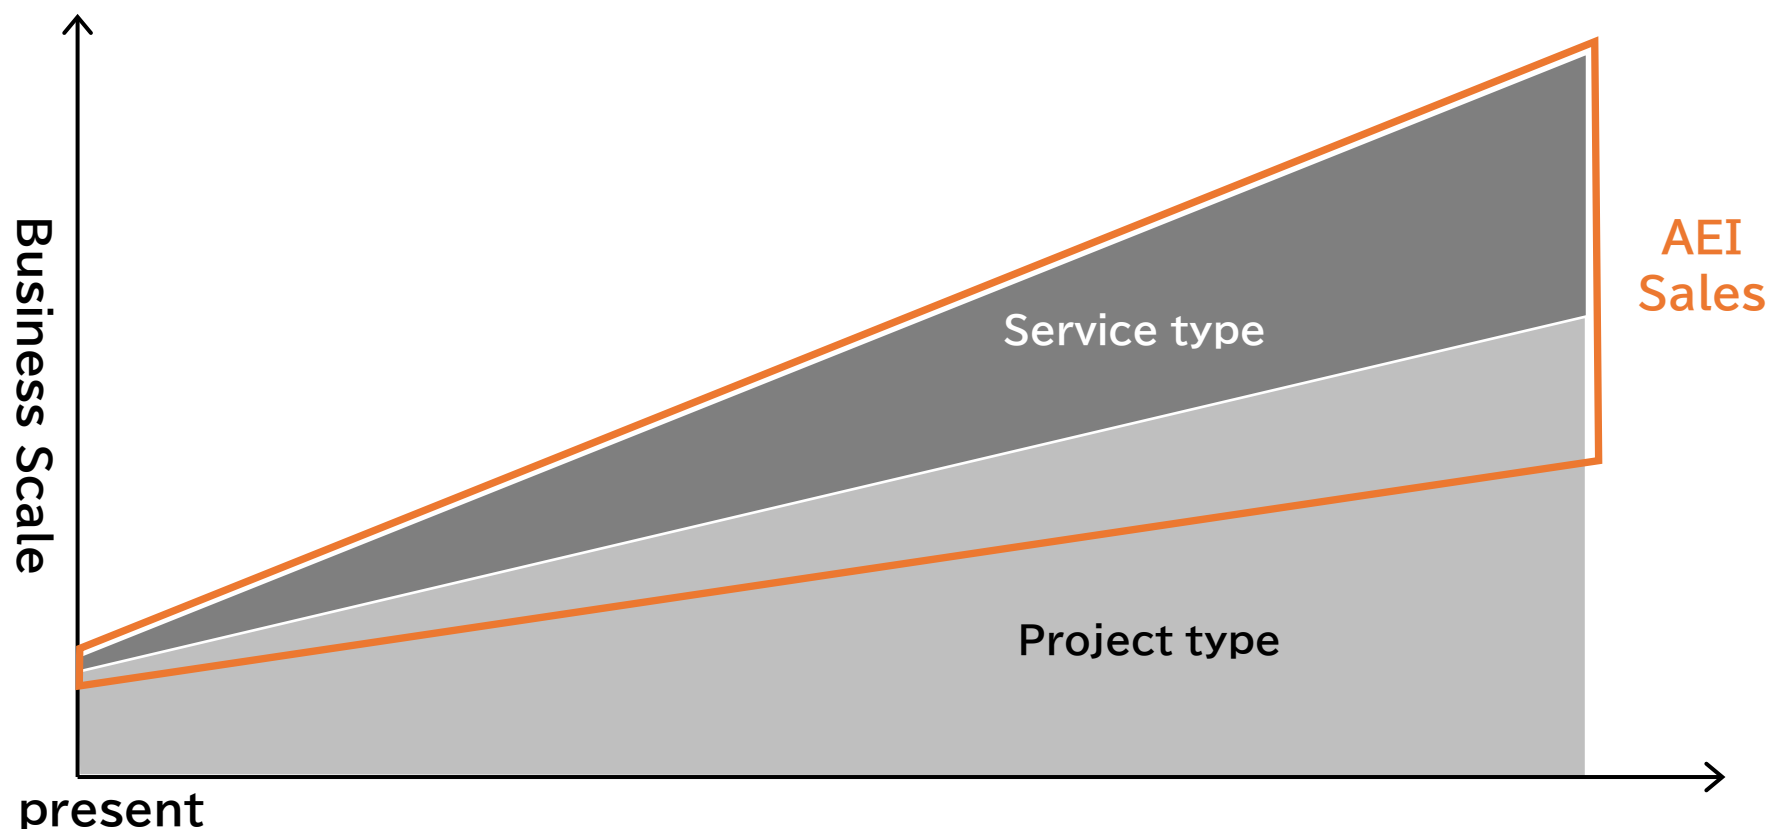 Business Scale
AEI
Sales
Service type
Project type
present